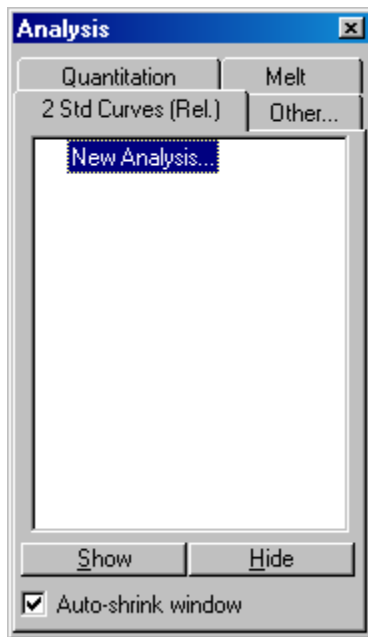 Analysis
Quantitation Melt
2 Std Curves (Rel.) Other...
New Analysis...
Show Hide
Auto-shrink window